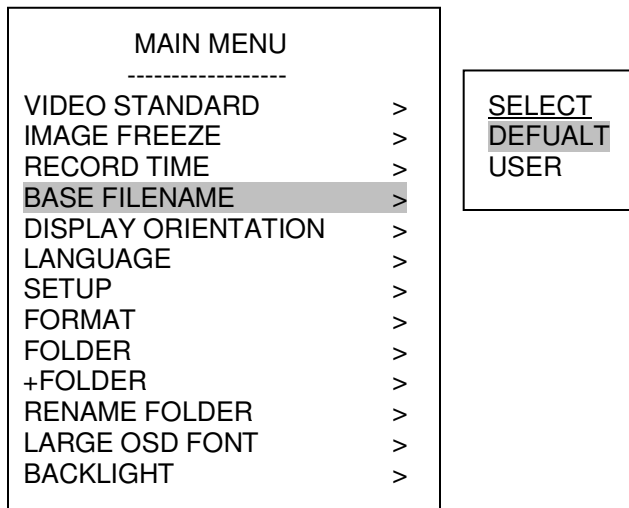 MAIN MENU
------------------
VIDEO STANDARD >
IMAGE FREEZE >
RECORD TIME >
BASE FILENAME >
DISPLAY ORIENTATION >
LANGUAGE >
SETUP >
FORMAT >
FOLDER >
+FOLDER >
RENAME FOLDER >
LARGE OSD FONT >
BACKLIGHT >
SELECT
DEFUALT
USER